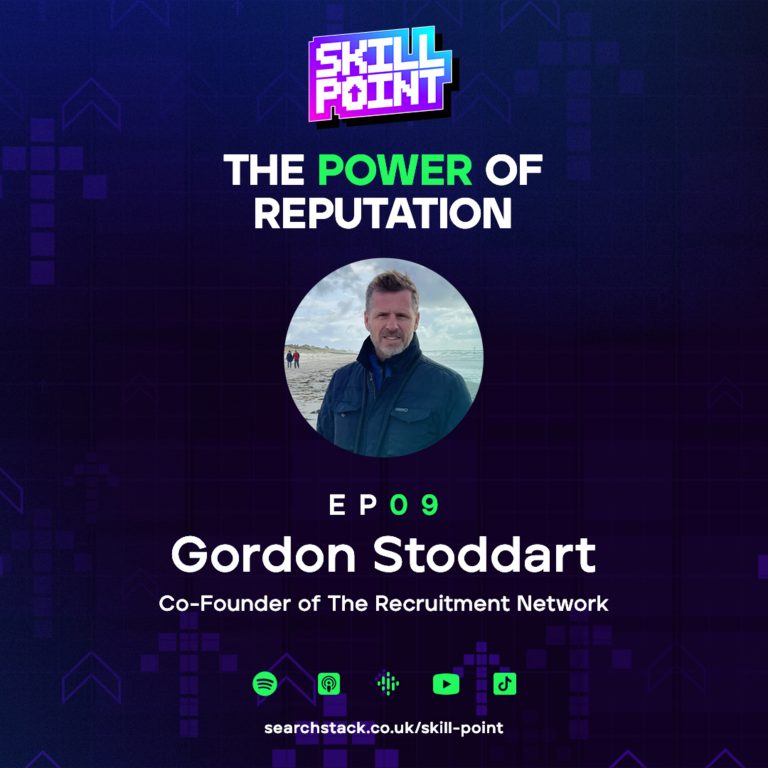 SKILL
POINT
THE POWER OF
REPUTATION
EP09
Gordon Stoddart
Co-Founder of The Recruitment Network
searchstack.co.uk/skill-point